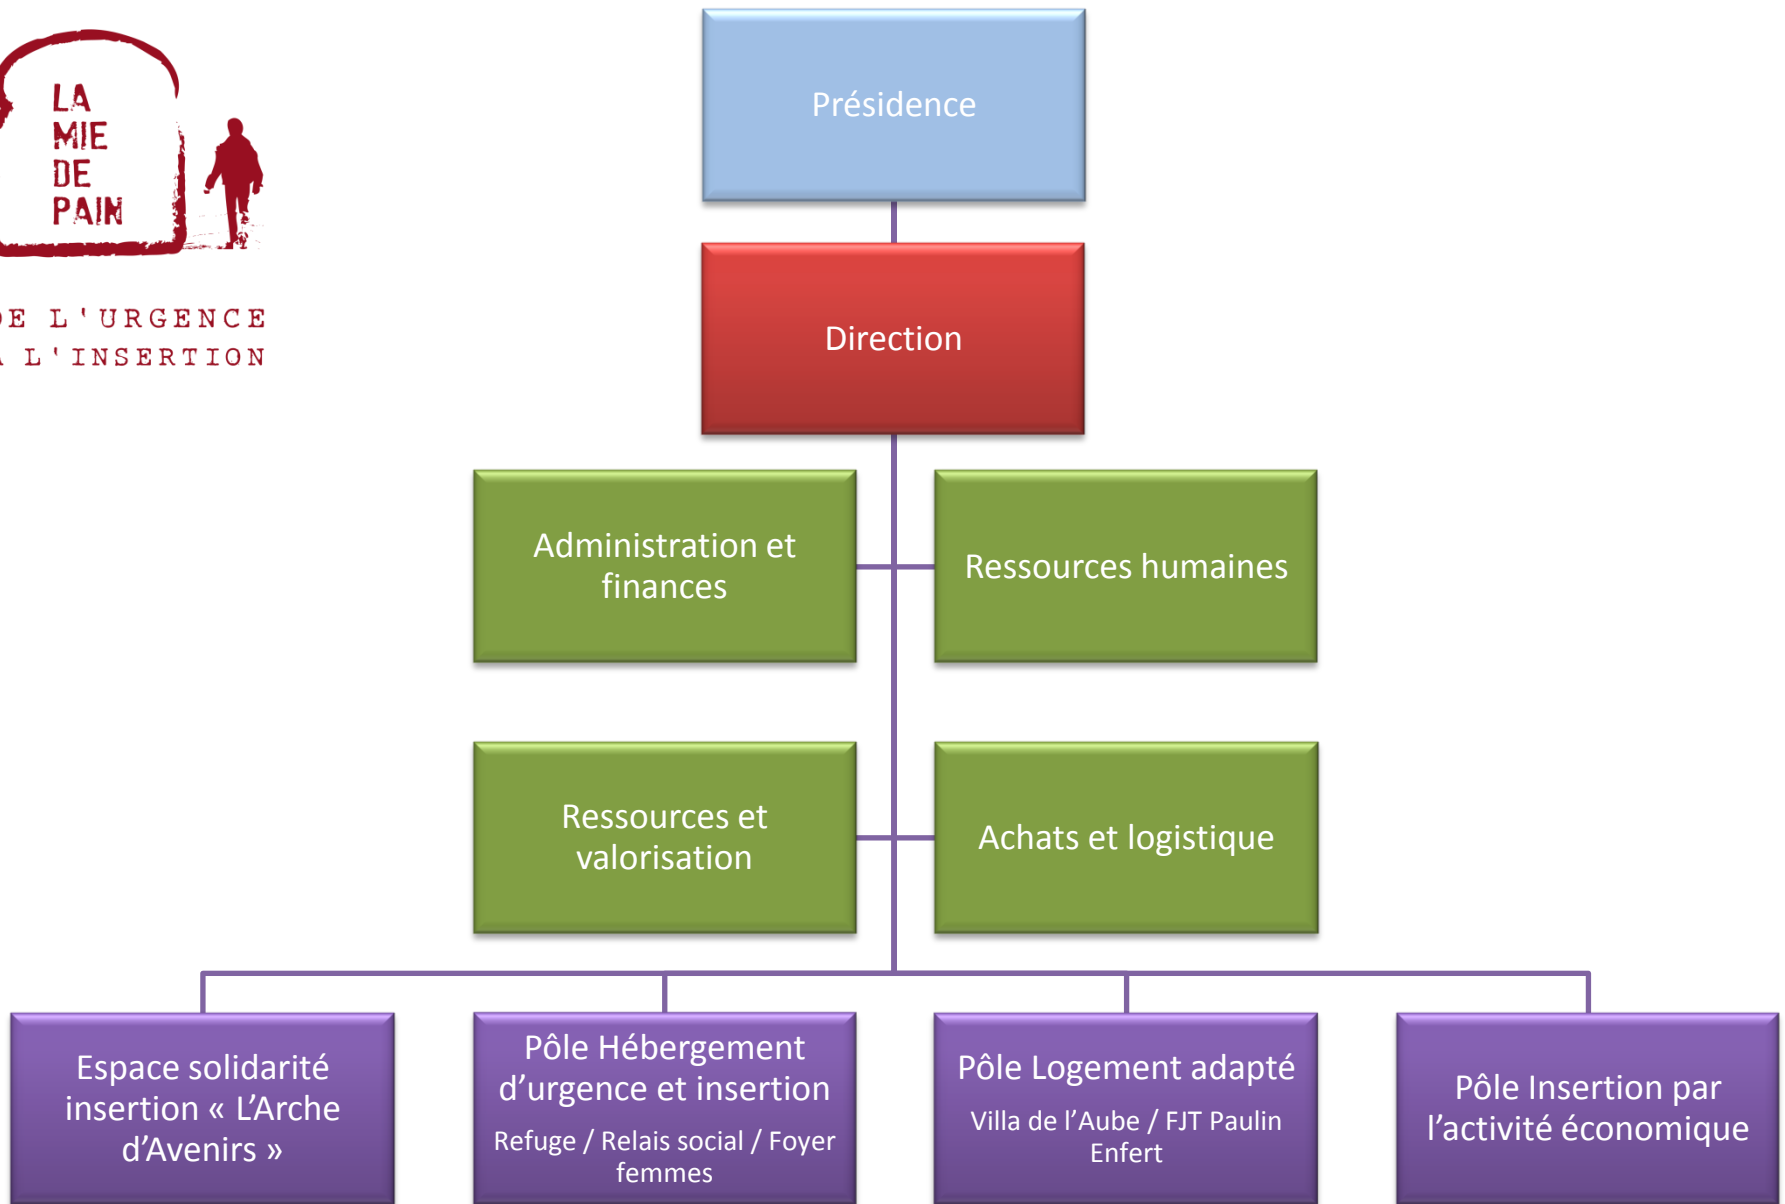 LA
MIE
DE
PAIN
DE L'URGENCE
A L'INSERTION
Présidence
Direction
Administration et
finances
Ressources humaines
Ressources et
valorisation
Achats et logistique
Espace solidarité
insertion « L’Arche
d’Avenirs »
Pôle Hébergement
d’urgence et insertion
Refuge / Relais social / Foyer
femmes
Pôle Logement adapté
Villa de l’Aube / FJT Paulin
Enfert
Pôle Insertion par
l’activité économique